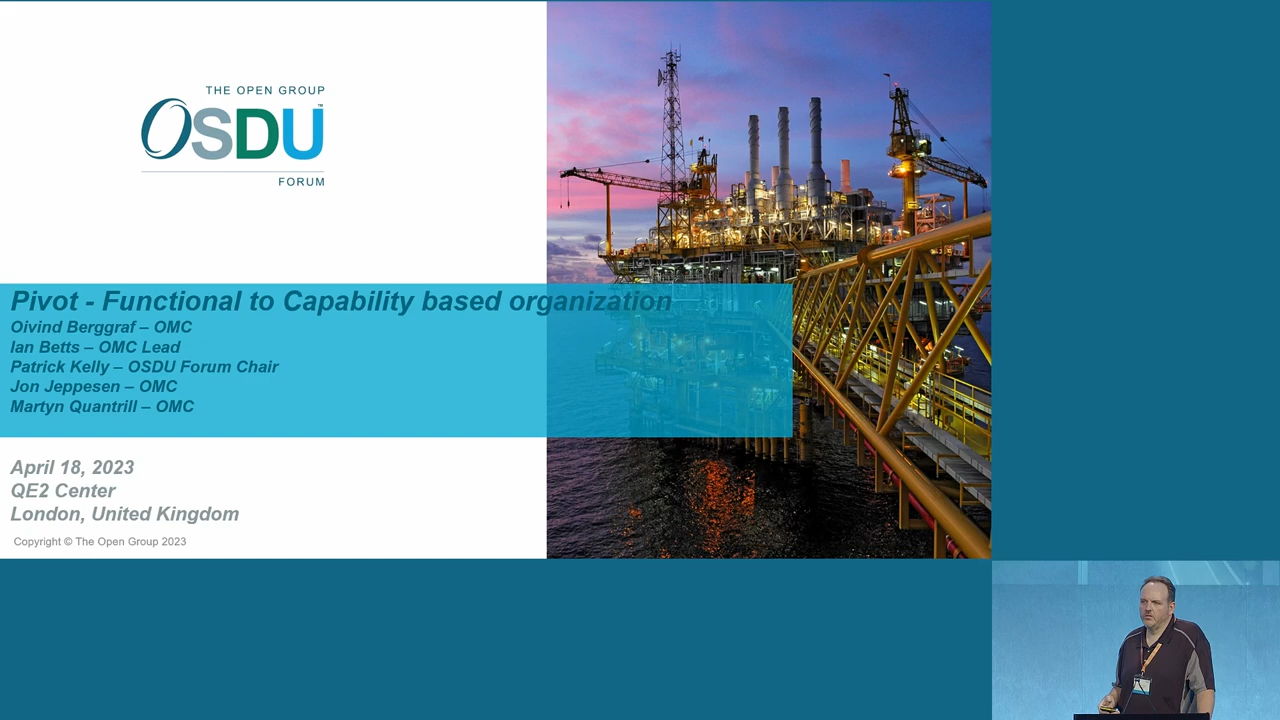 THE OPEN GROUP
OSDU™
FORUM
Pivot - Functional to Capability based organization
Oivind Berggraf – OMC
Ian Betts – OMC Lead
Patrick Kelly – OSDU Forum Chair
Jon Jeppesen – OMC
Martyn Quantrill – OMC
April 18, 2023
QE2 Center
London, United Kingdom
Copyright © The Open Group 2023